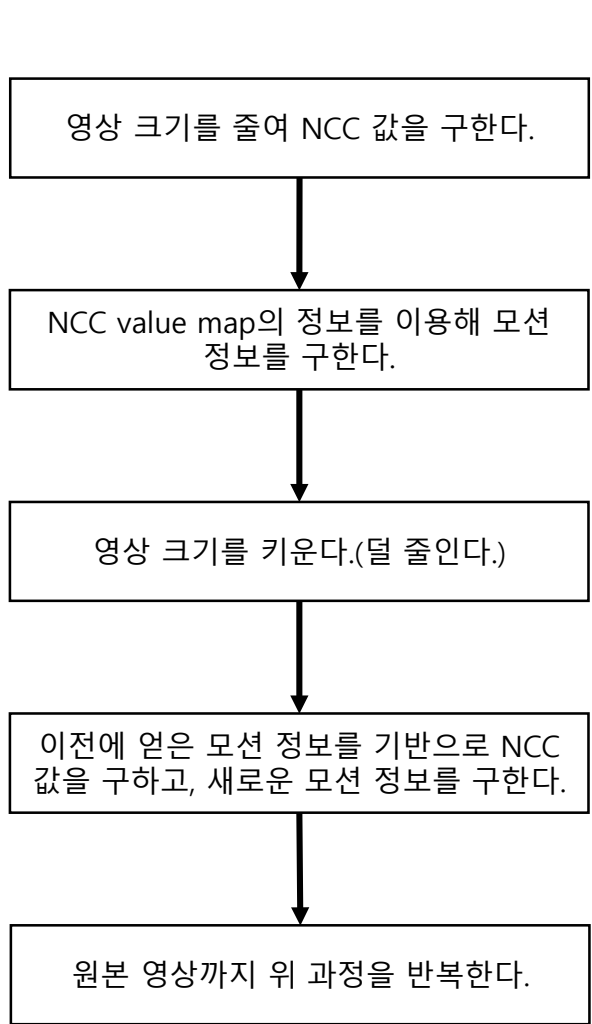 영상 크기를 줄여 NCC 값을 구한다.
NCC value map의 정보를 이용해 모션
정보를 구한다.
영상 크기를 키운다.(덜 줄인다.)
이전에 얻은 모션 정보를 기반으로 NCC
값을 구하고, 새로운 모션 정보를 구한다.
원본 영상까지 위 과정을 반복한다.